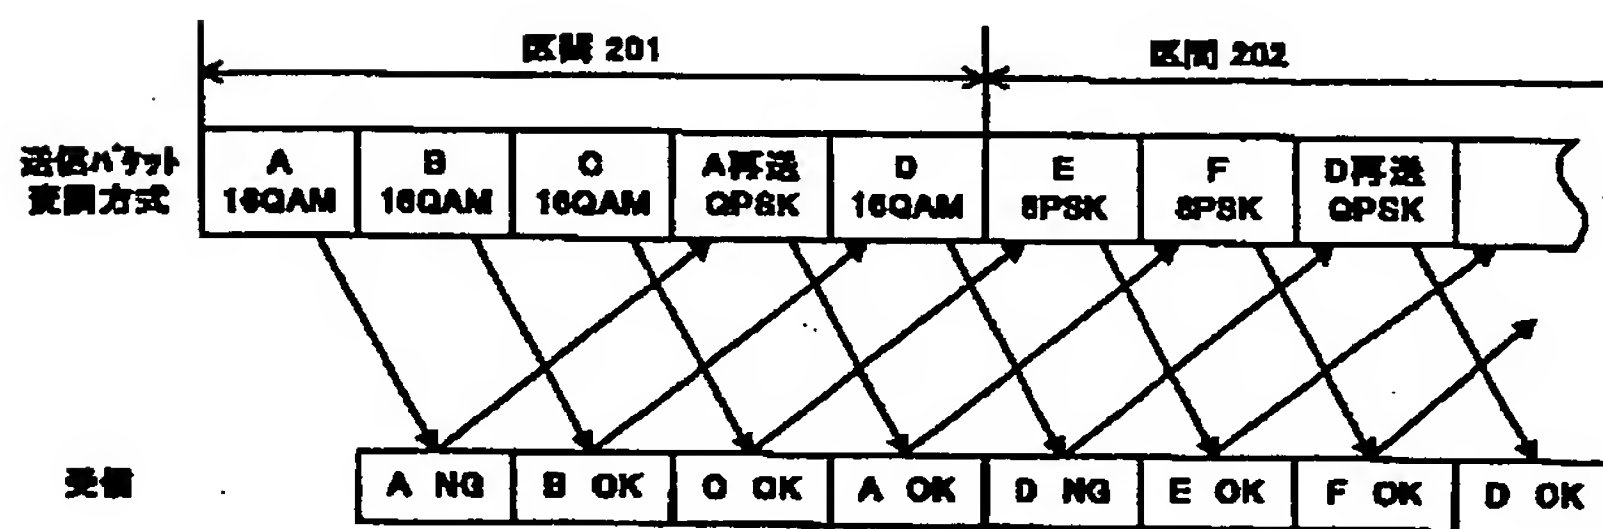 区間 201
区間 202
送信パケット
変調方式
A
16QAM
B
16QAM
C
16QAM
A再送
QPSK
D
16QAM
E
8PSK
F
8PSK
D再送
QPSK
受信
A NG
B OK
C OK
A OK
D NG
E OK
F OK
D OK